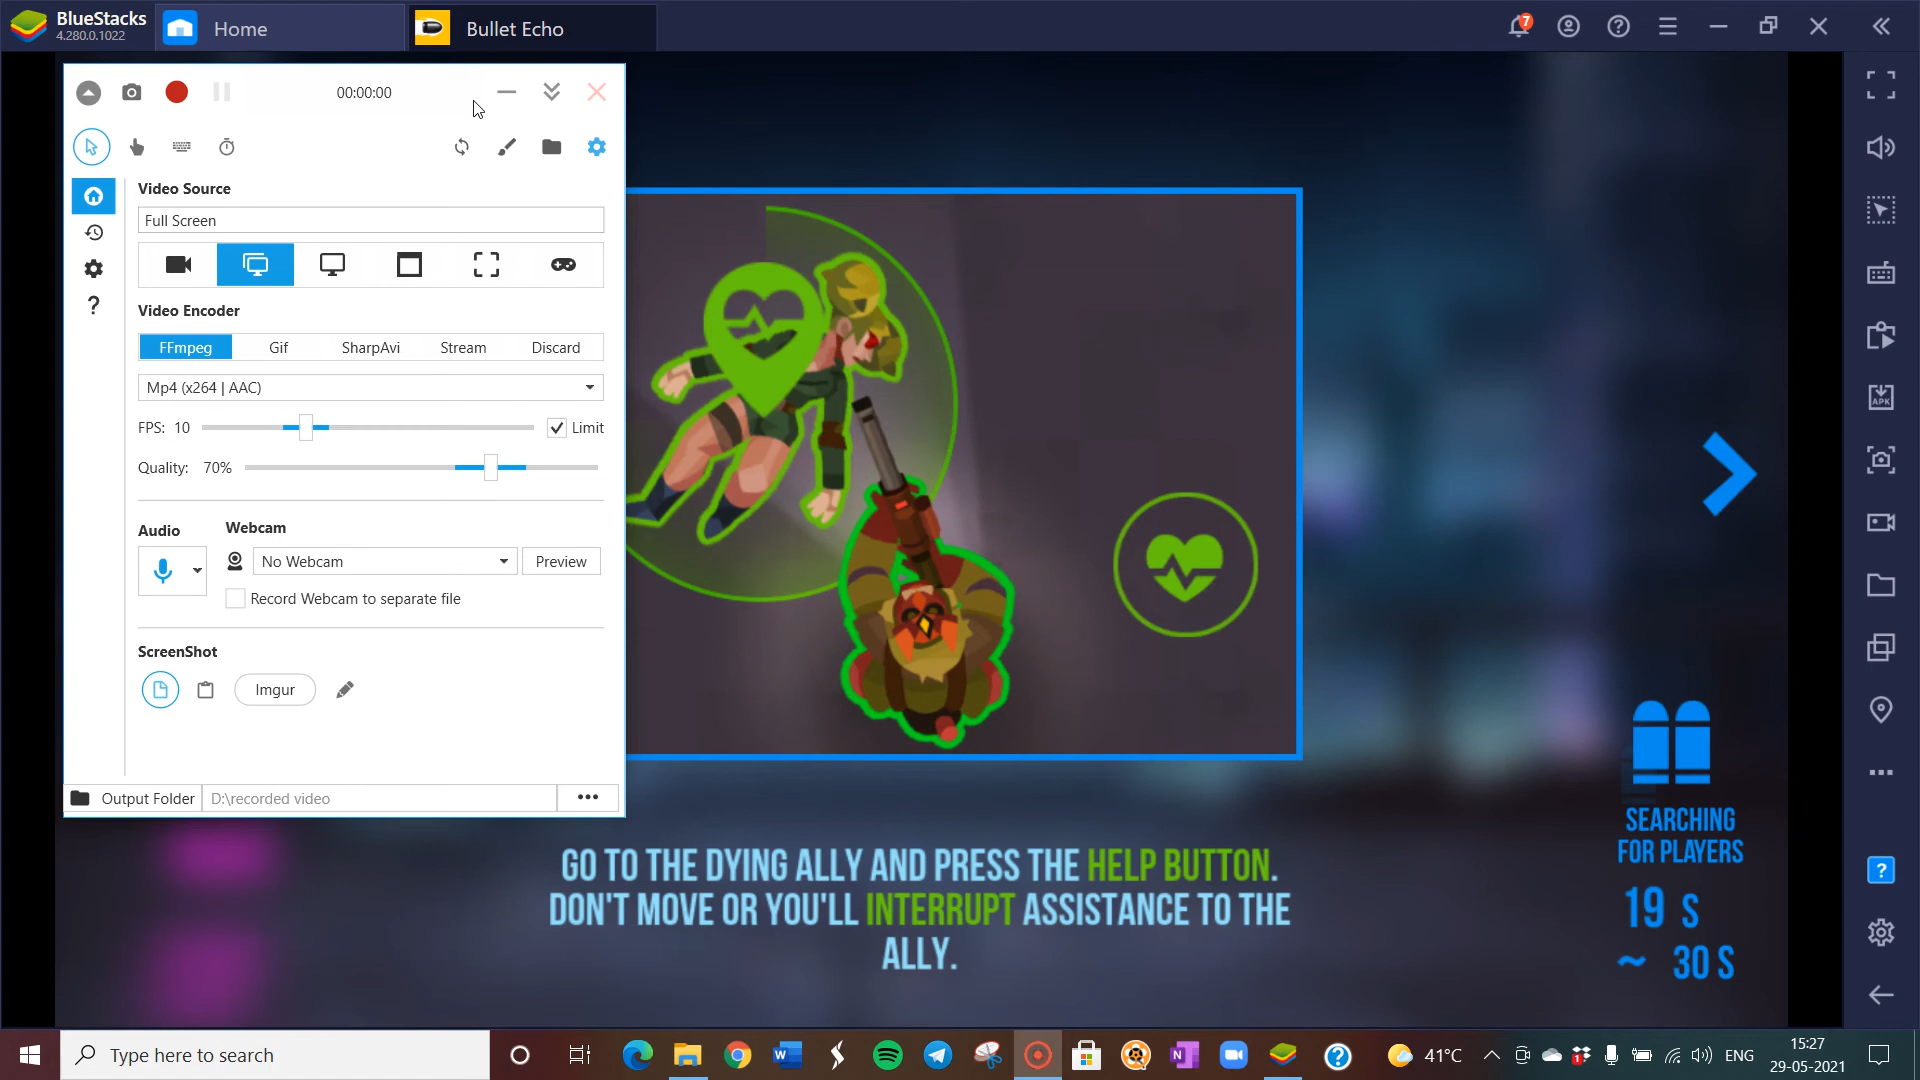 BlueStacks
4.280.0.1022
Home
Bullet Echo
7
00:00:00
Video Source
Full Screen
Video Encoder
FFmpeg Gif SharpAvi Stream Discard
Mp4 (x264 | AAC)
FPS: 10 Limit
Quality: 70%
Audio Webcam
No Webcam Preview
Record Webcam to separate file
ScreenShot
Imgur
Output Folder D:\recorded video ...
APK
SEARCHING
FOR PLAYERS
19 S
~ 30 S
GO TO THE DYING ALLY AND PRESS THE HELP BUTTON.
DON'T MOVE OR YOU'LL INTERRUPT ASSISTANCE TO THE
ALLY.
Type here to search
41°C
1
ENG
15:27
29-05-2021